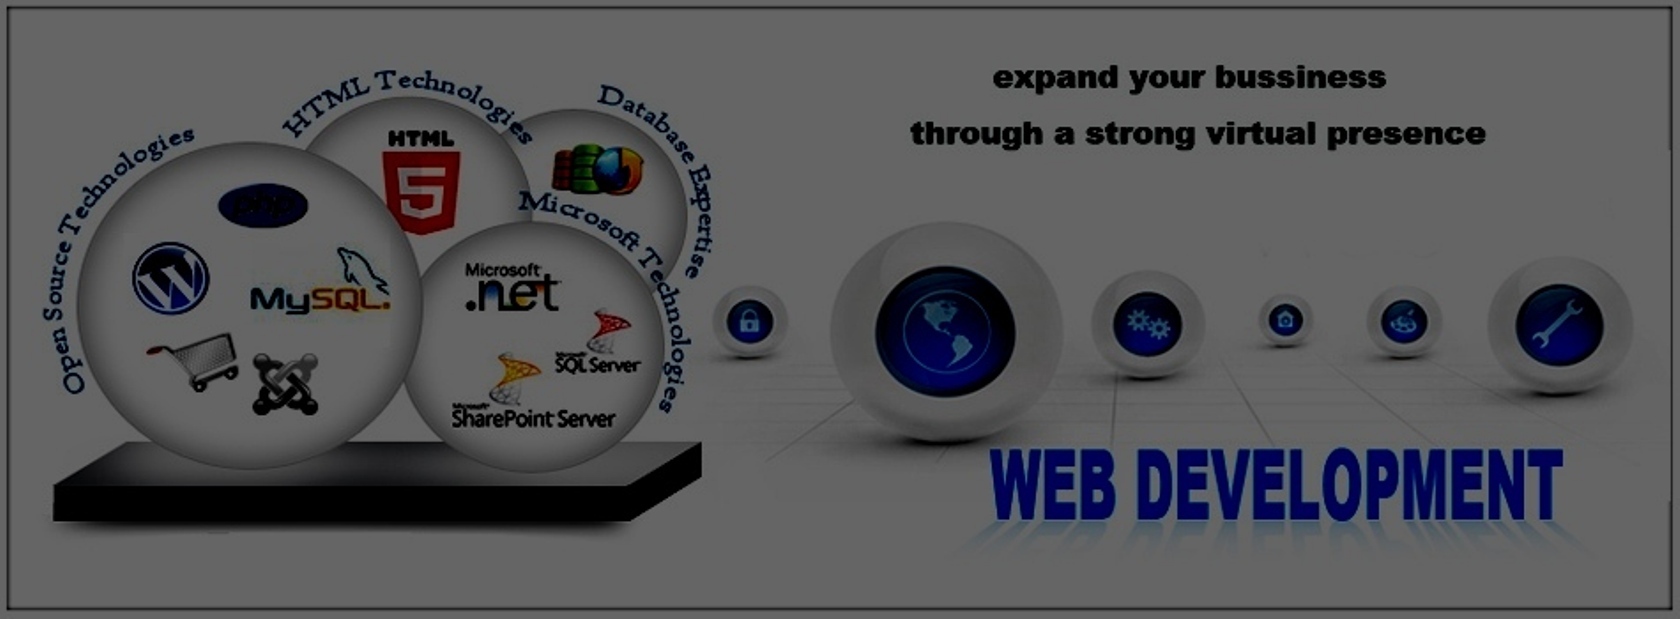 Open Source Technologies
php
W
MySQL.
HTML Technologies
HTML
5
Database Expertise
Microsoft Technologies
Microsoft
.net
Microsoft
SQL Server
Microsoft
SharePoint Server
expand your bussiness
through a strong virtual presence
WEB DEVELOPMENT